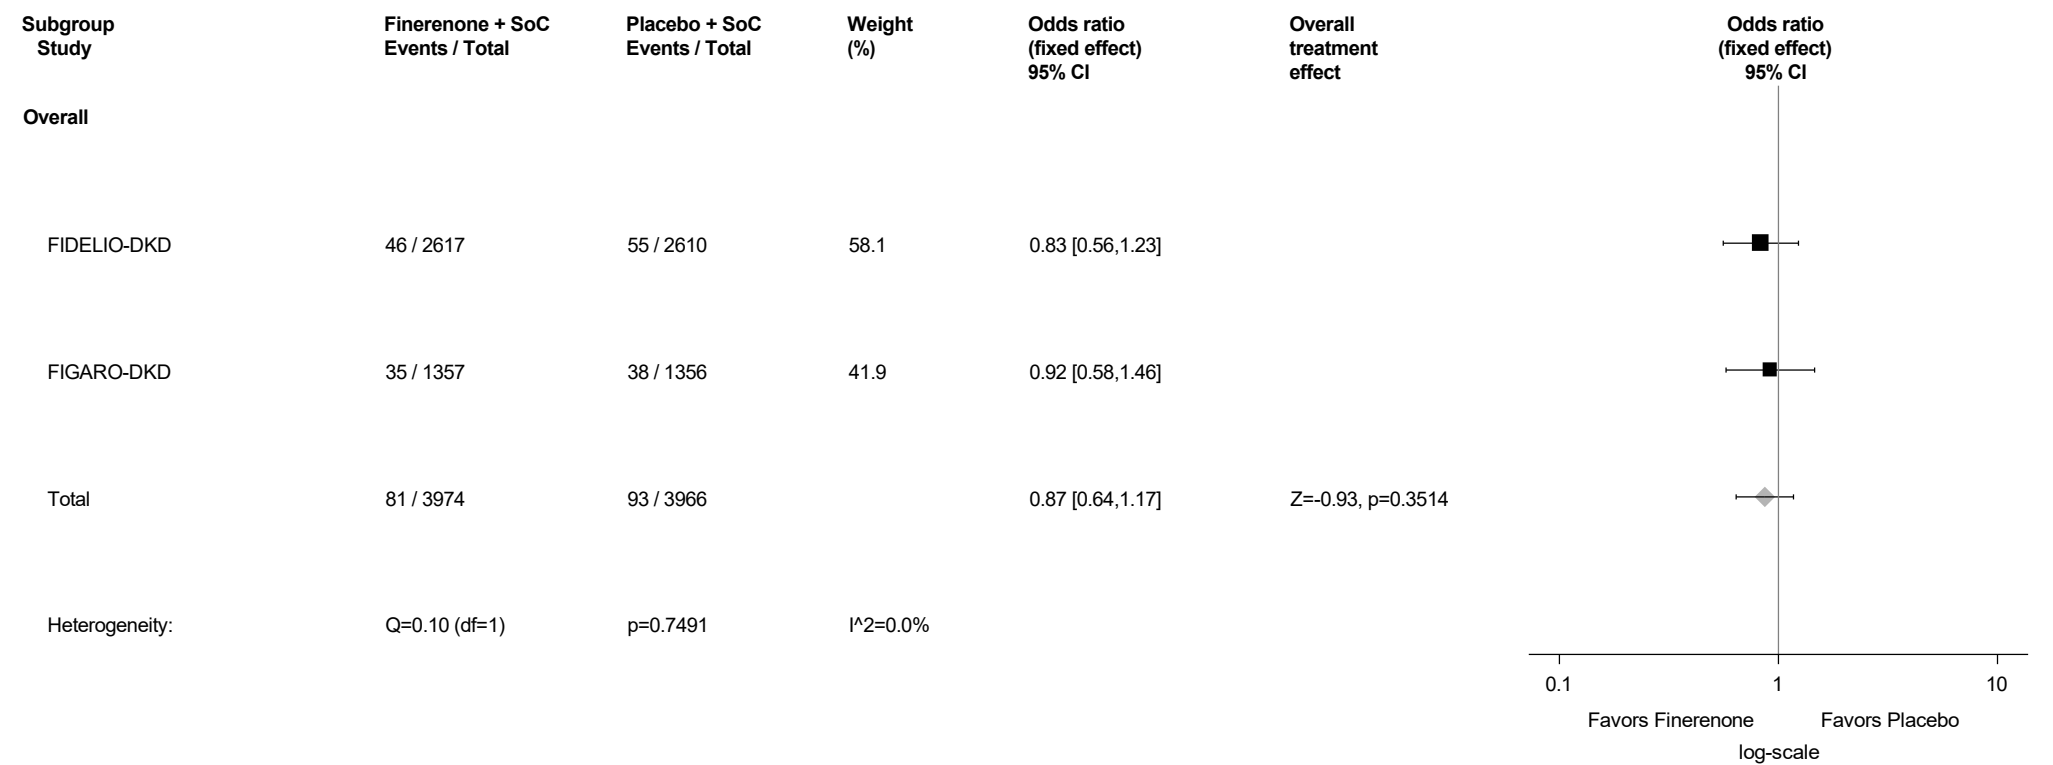 Subgroup Finerenone + SoC Placebo + SoC Weight Odds ratio Overall Odds ratio
Study Events / Total Events / Total (%) (fixed effect) treatment (fixed effect)
95% CI effect 95% CI
Overall
FIDELIO-DKD 46 / 2617 55 / 2610 58.1 0.83 [0.56,1.23]
FIGARO-DKD 35 / 1357 38 / 1356 41.9 0.92 [0.58,1.46]
Total 81 / 3974 93 / 3966 0.87 [0.64,1.17] Z=-0.93, p=0.3514
Heterogeneity: Q=0.10 (df=1) p=0.7491 I^2=0.0%
0.1 1 10
Favors Finerenone Favors Placebo
log-scale